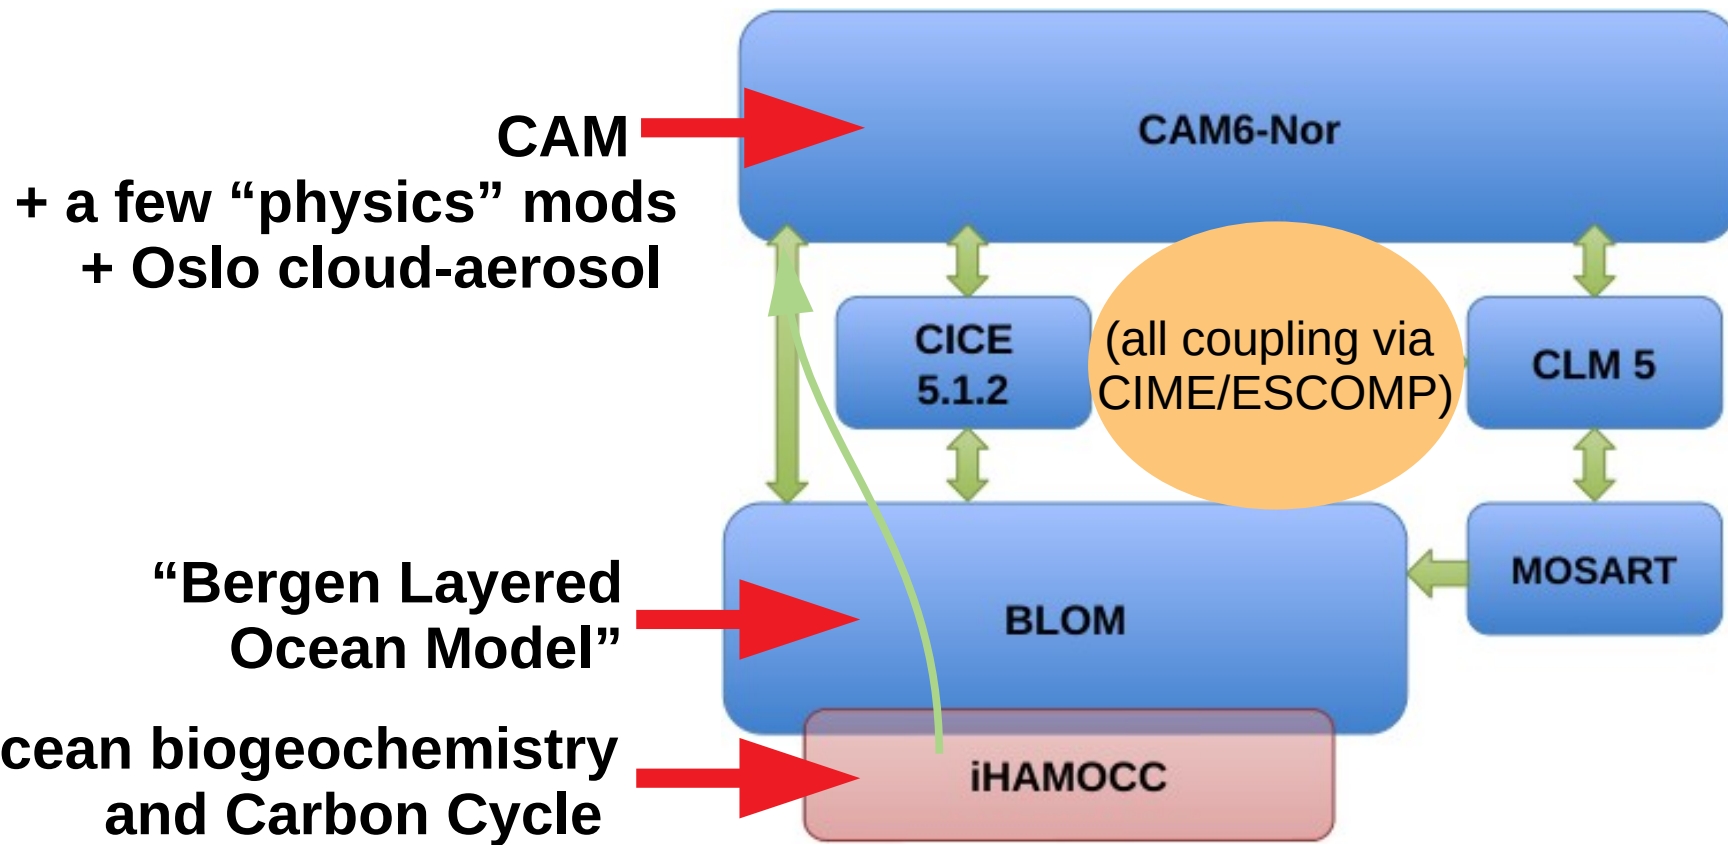 CAM
+ a few “physics” mods
+ Oslo cloud-aerosol
CAM6-Nor
CICE
5.1.2
(all coupling via
CIME/ESCOMP)
CLM 5
MOSART
“Bergen Layered
Ocean Model”
BLOM
cean biogeochemistry
and Carbon Cycle
iHAMOCC